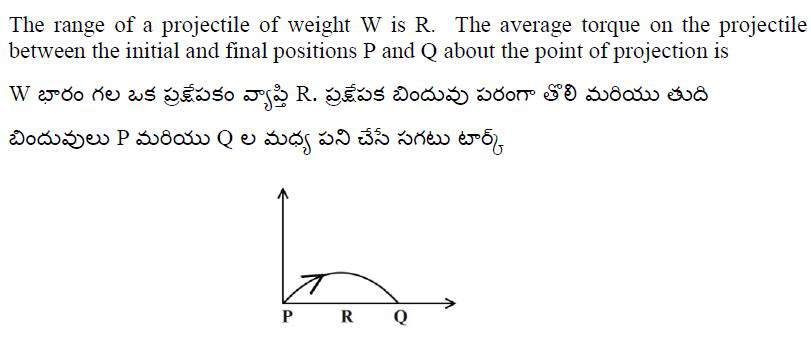 The range of a projectile of weight W is R. The average torque on the projectile
between the initial and final positions P and Q about the point of projection is
W భారం గల ఒక ప్రక్షేపకం వ్యాప్తి R. ప్రక్షేపక బిందువు పరంగా తొలి మరియు తుది
బిందువులు P మరియు Q ల మధ్య పని చేసే సగటు టార్క్
P R Q